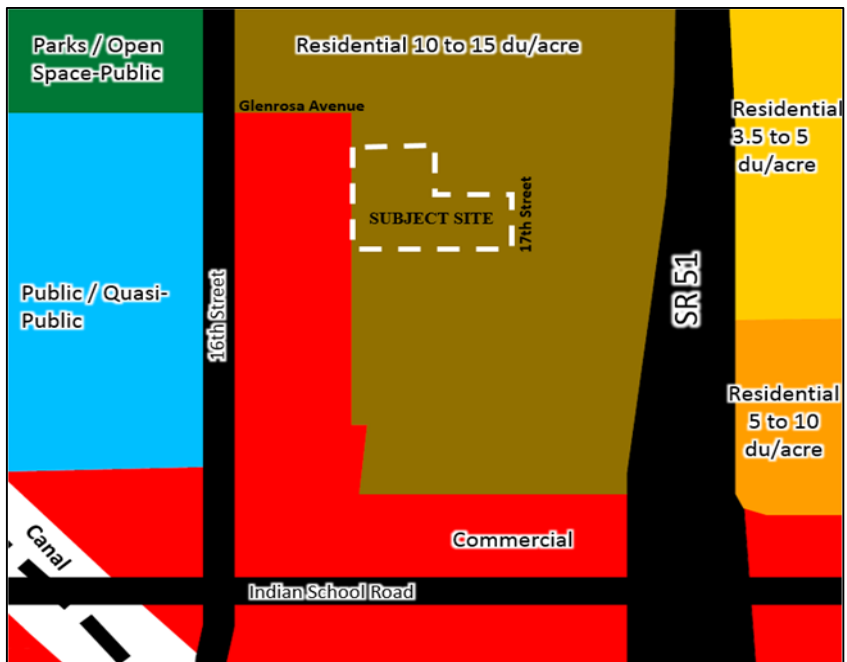 Parks / Open
Space-Public
Residential 10 to 15 du/acre
Glenrosa Avenue
Residential
3.5 to 5
du/acre
SUBJECT SITE
17th Street
Public / Quasi-
Public
16th Street
SR 51
Residential
5 to 10
du/acre
Canal
Commercial
Indian School Road